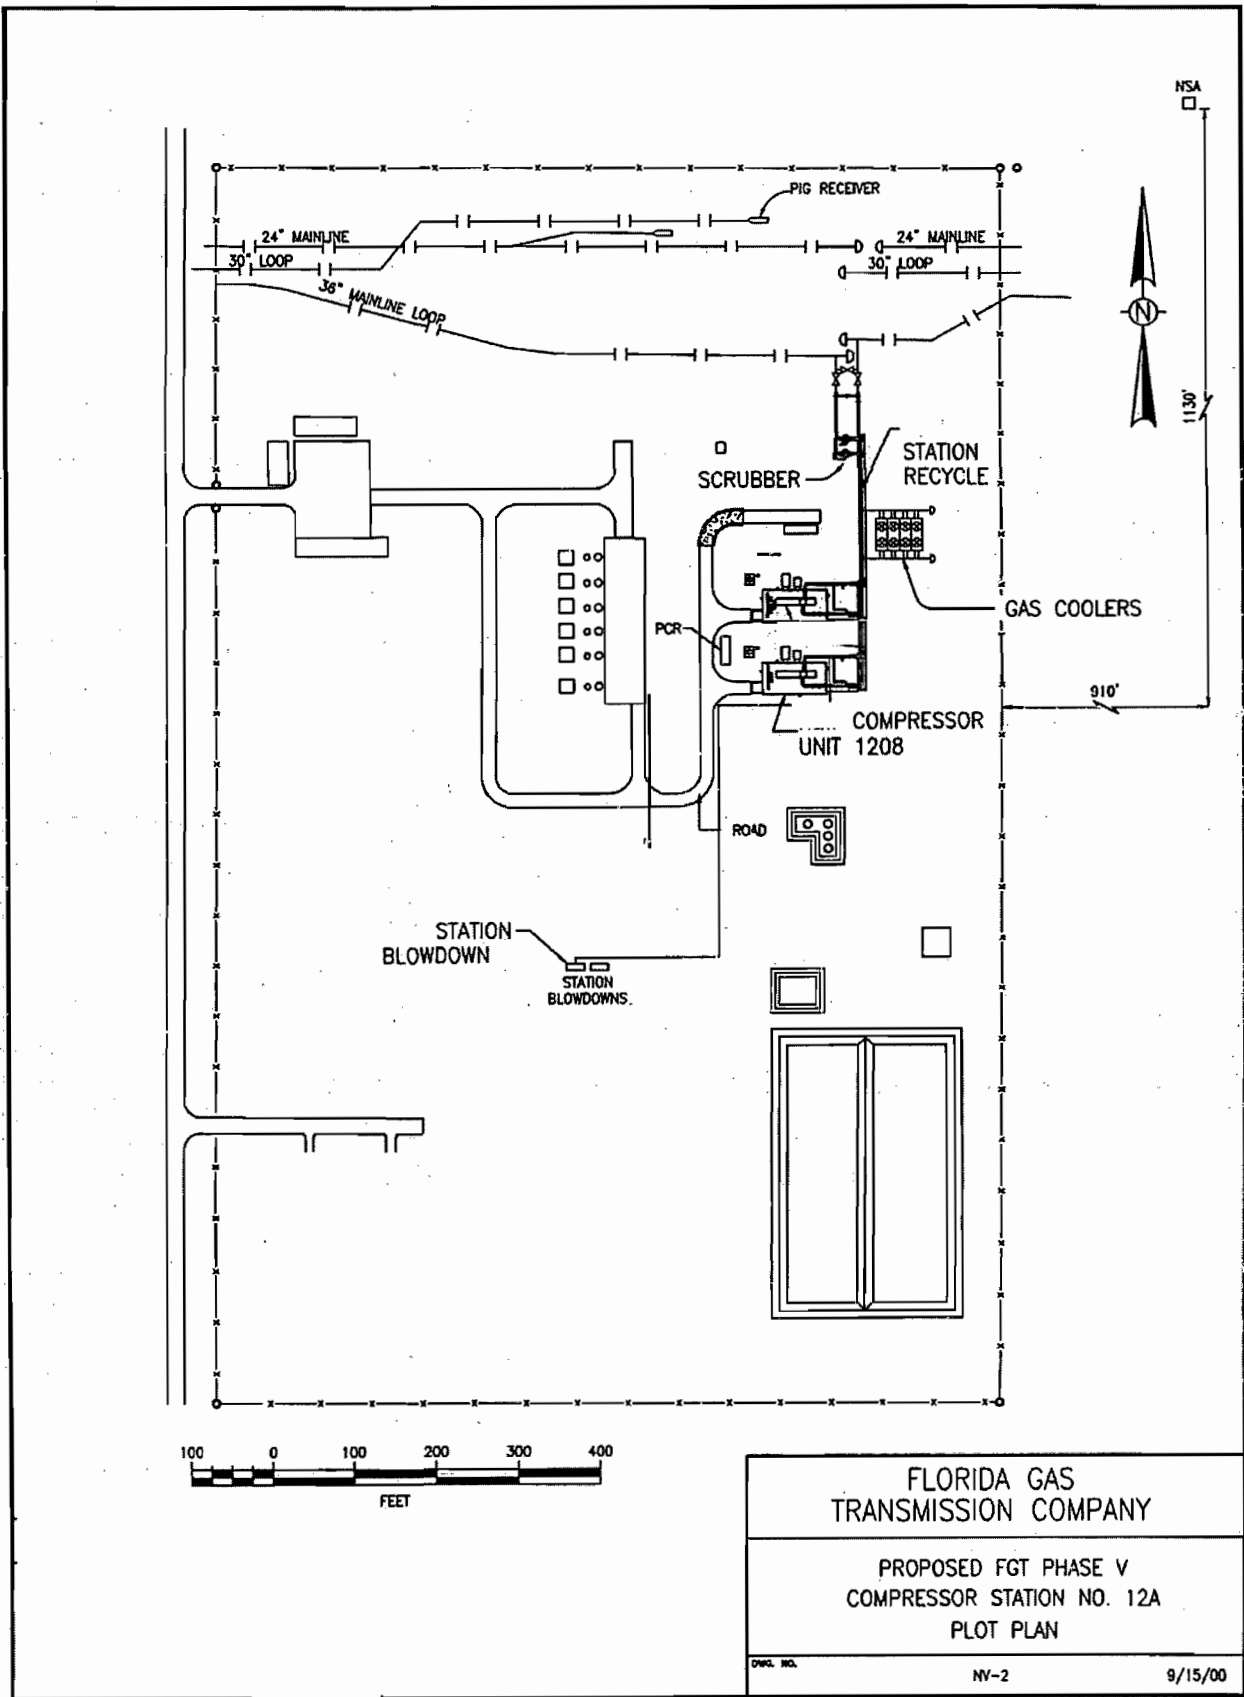 NSA
PIG RECEIVER
24" MAINLINE
24" MAINLINE
30" LOOP
30" LOOP
36" MAINLINE LOOP
N
1130'
STATION
RECYCLE
SCRUBBER
GAS COOLERS
PCR
910'
COMPRESSOR
UNIT 1208
ROAD
STATION
BLOWDOWN
STATION
BLOWDOWNS
100 0 100 200 300 400
FEET
FLORIDA GAS
TRANSMISSION COMPANY
PROPOSED FGT PHASE V
COMPRESSOR STATION NO. 12A
PLOT PLAN
DWG. NO.
NV-2
9/15/00